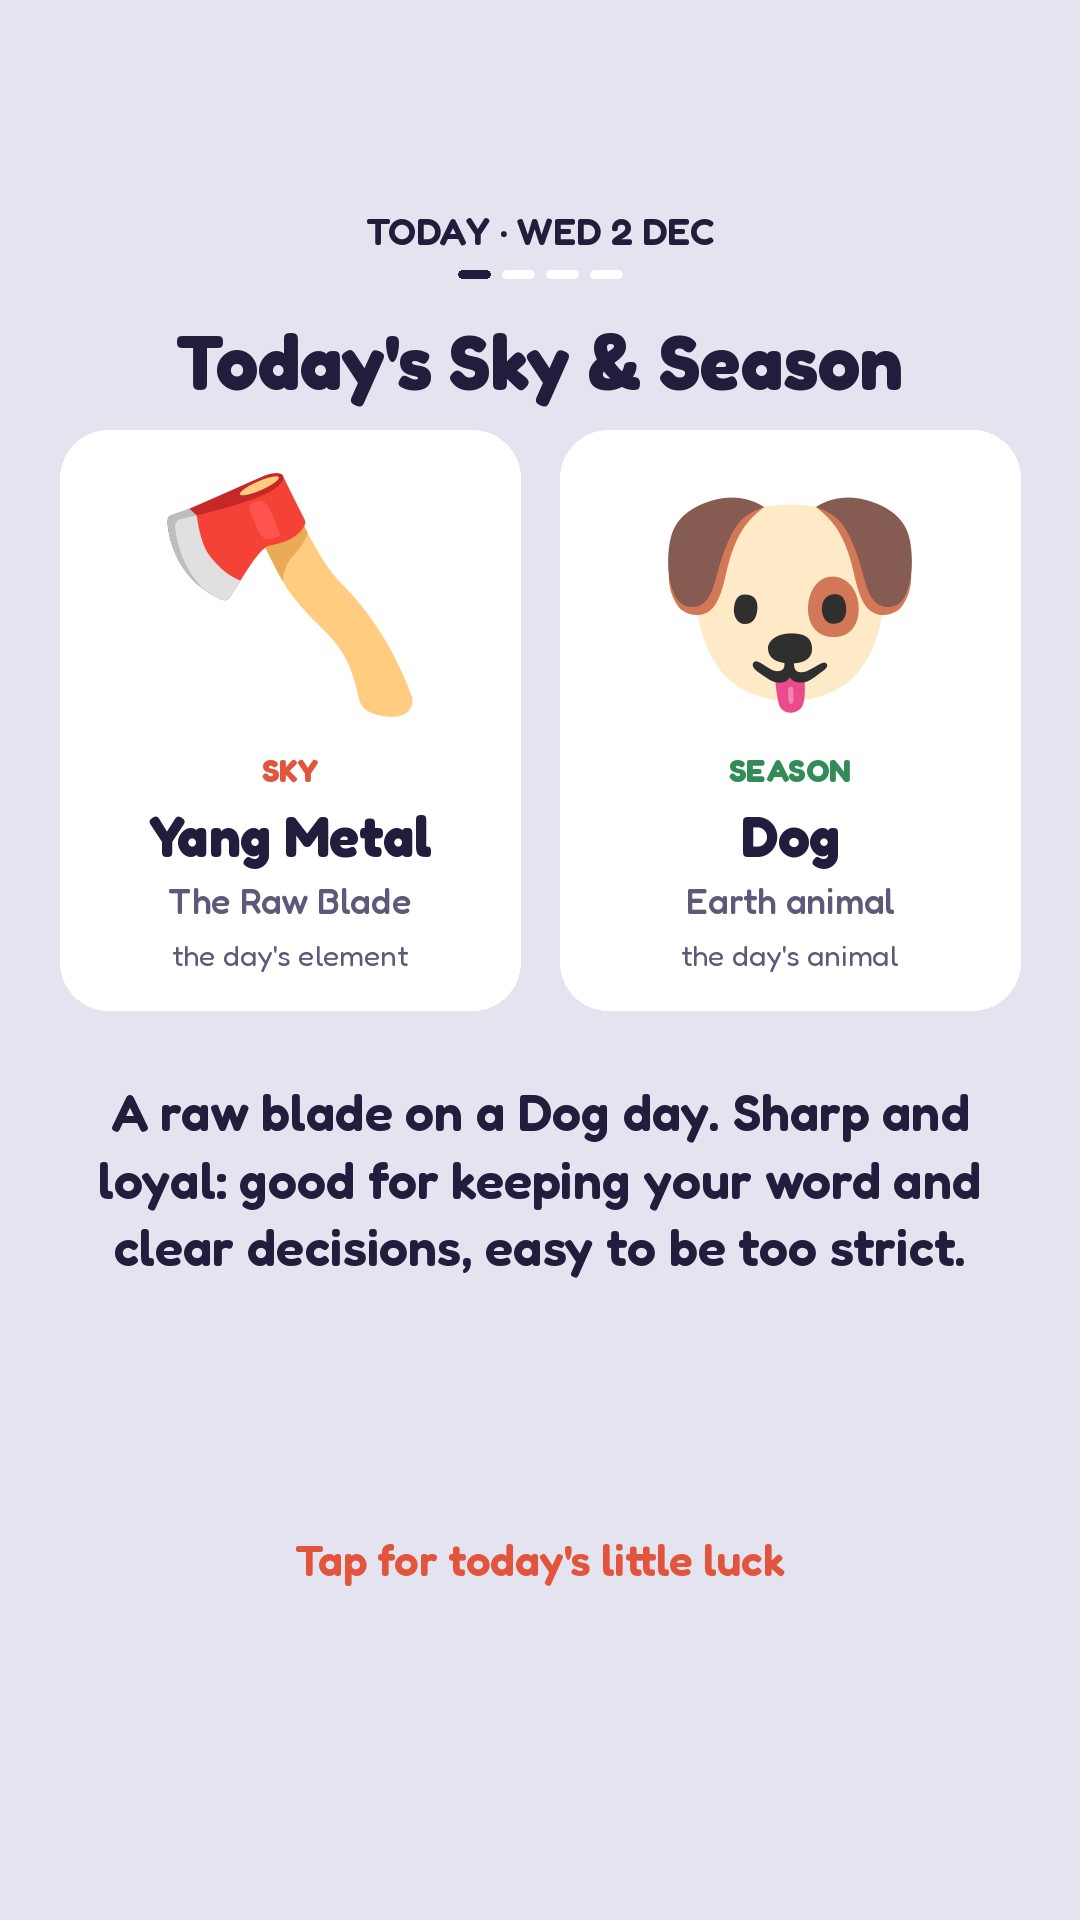 TODAY · WED 2 DEC
Today's Sky & Season
SKY
Yang Metal
The Raw Blade
the day's element
SEASON
Dog
Earth animal
the day's animal
A raw blade on a Dog day. Sharp and
loyal: good for keeping your word and
clear decisions, easy to be too strict.
Tap for today's little luck